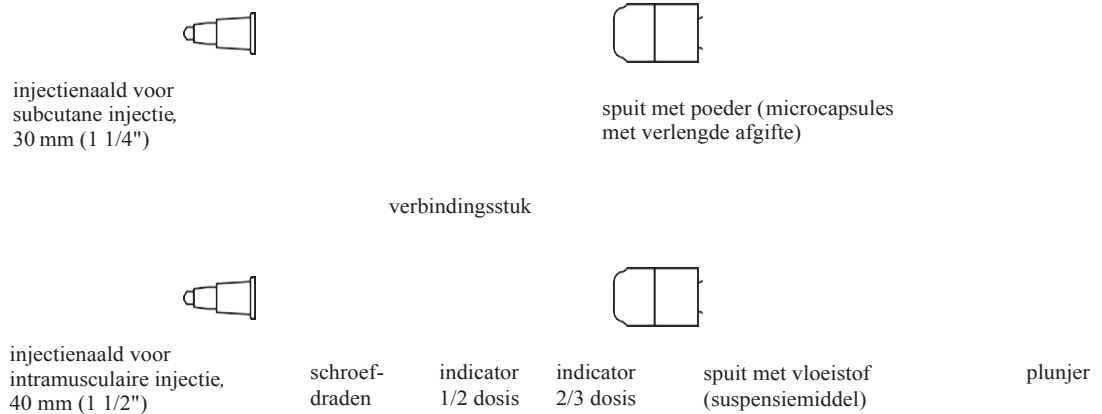 injectienaald voor
subcutane injectie,
30 mm (1 1/4")
spuit met poeder (microcapsules
met verlengde afgifte)
verbindingsstuk
injectienaald voor
intramusculaire injectie,
40 mm (1 1/2")
schroef-
draden
indicator
1/2 dosis
indicator
2/3 dosis
spuit met vloeistof
(suspensiemiddel)
plunjer